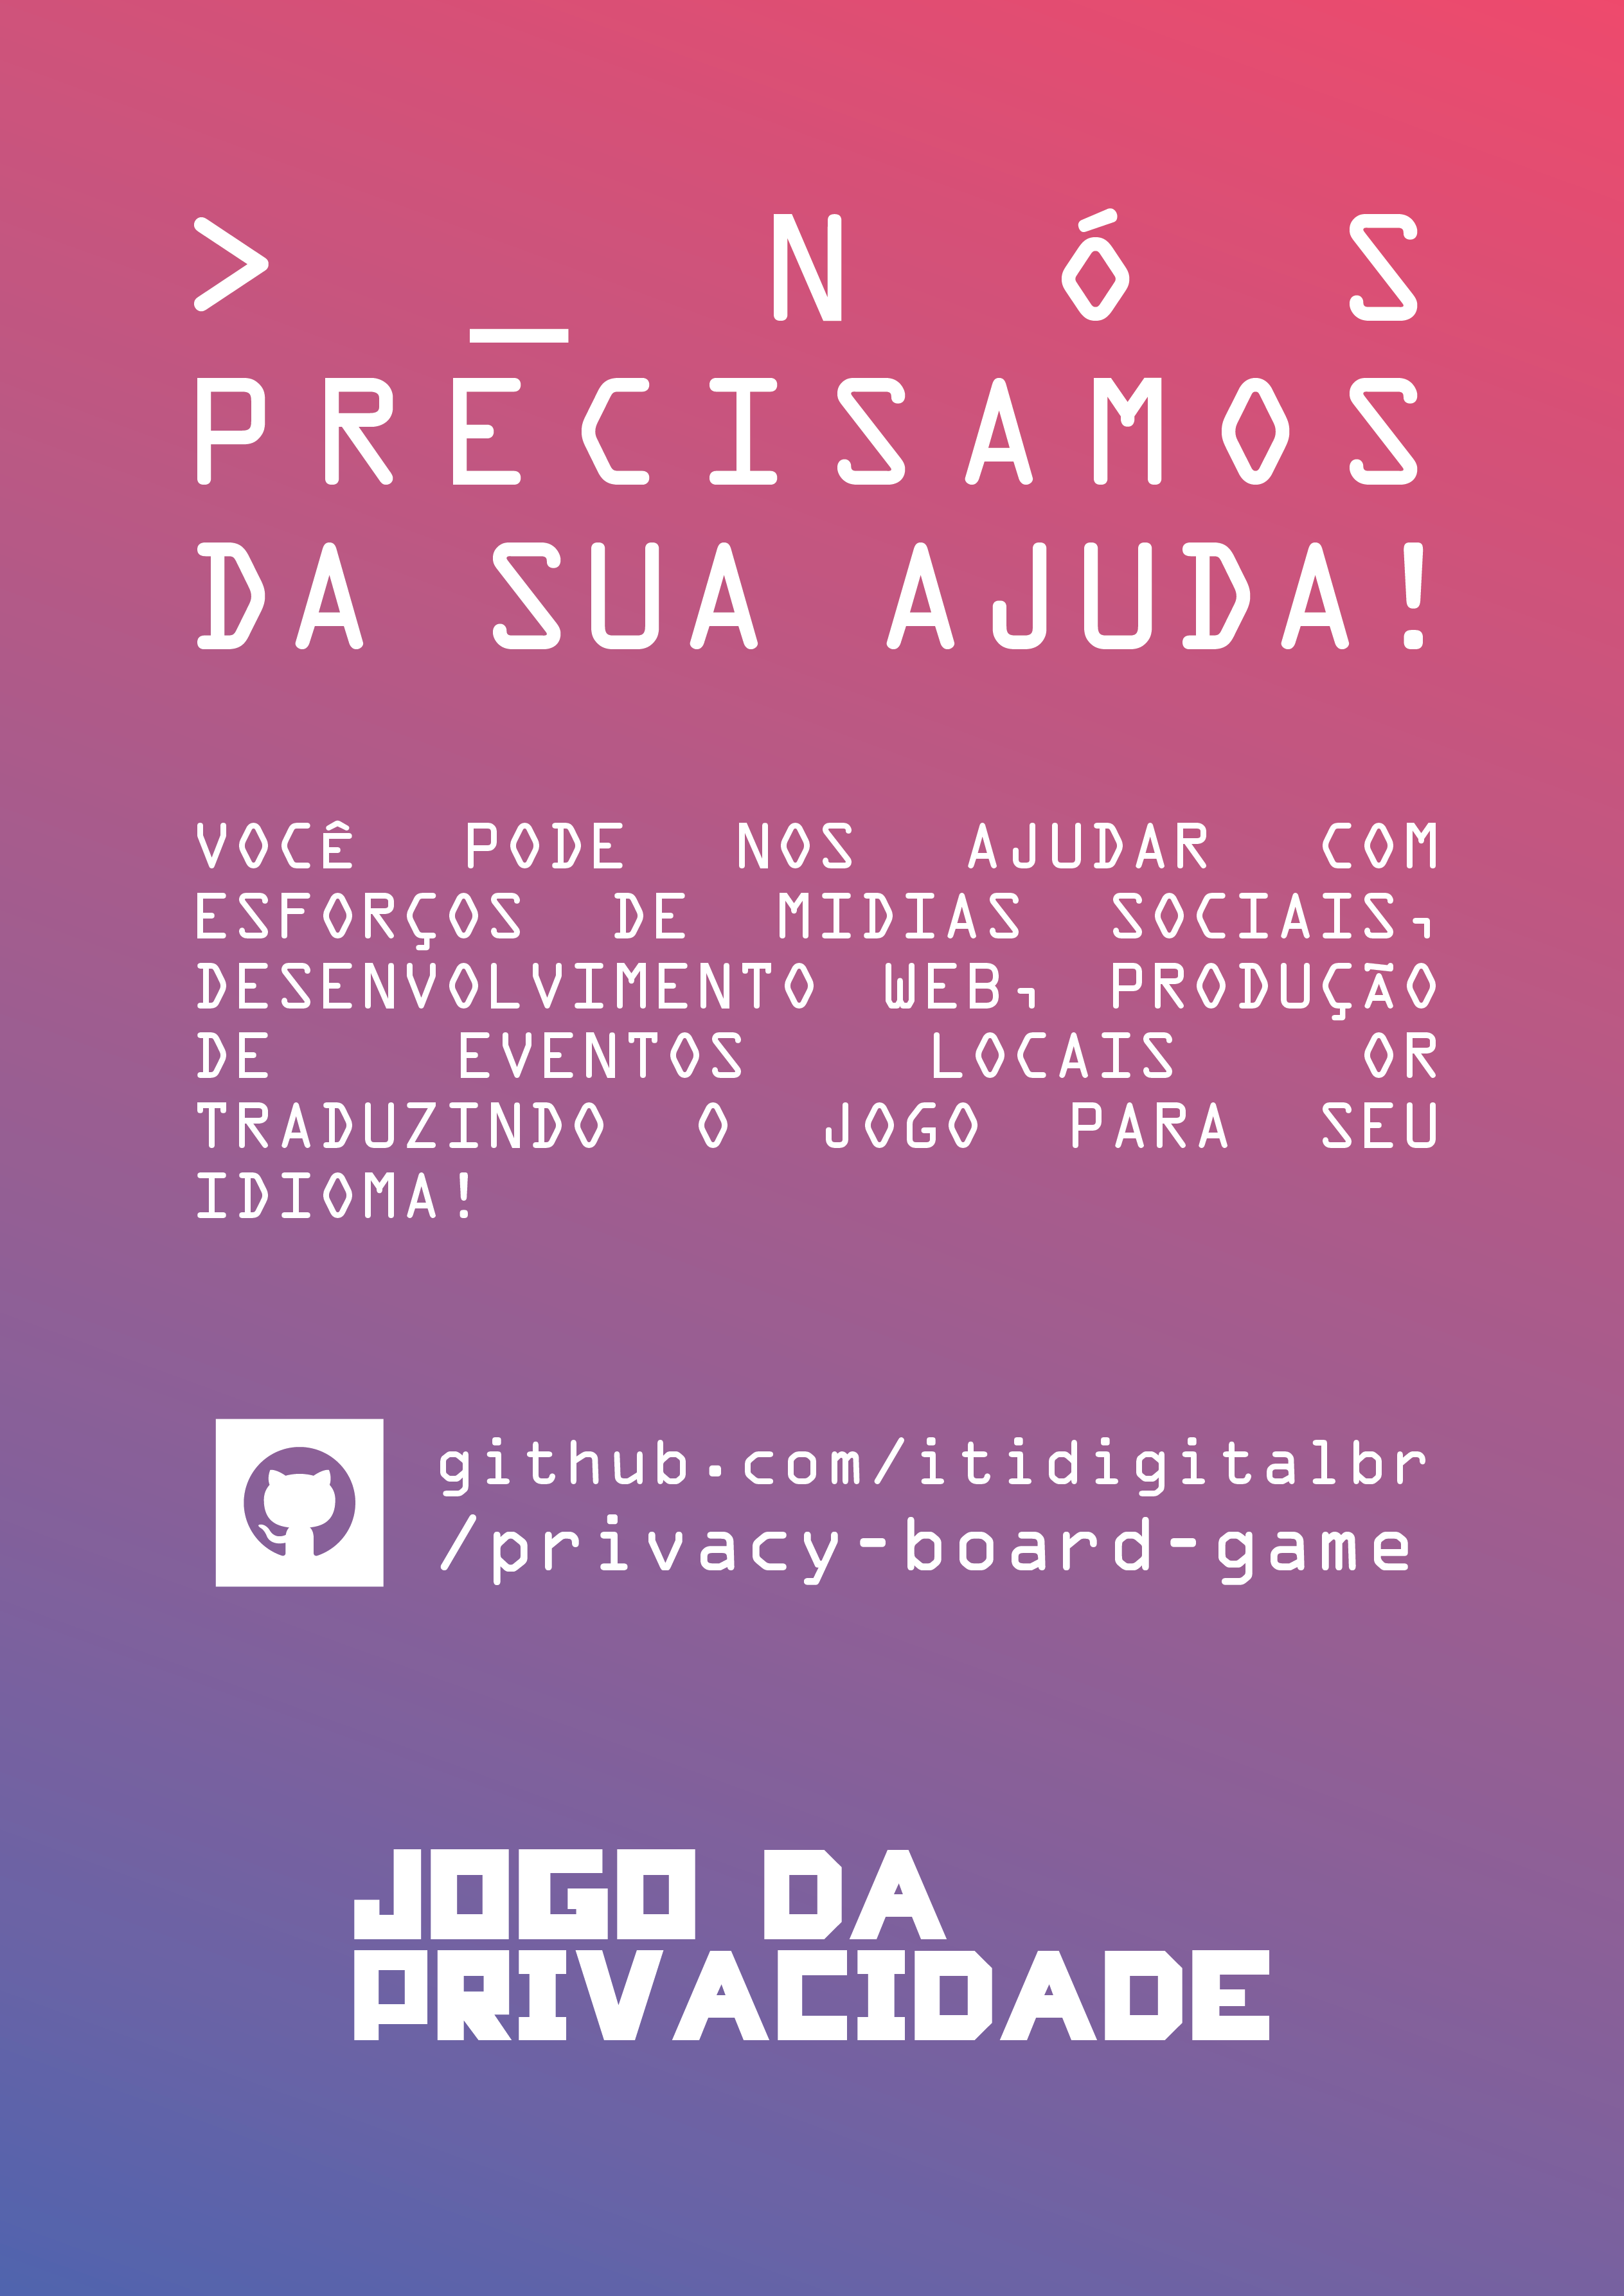 >_NÓS
PRECISAMOS
DA SUA AJUDA!
VOCÊ PODE NOS AJUDAR COM
ESFORÇOS DE MIDIAS SOCIAIS,
DESENVOLVIMENTO WEB, PRODUÇÃO
DE EVENTOS LOCAIS OR
TRADUZINDO O JOGO PARA SEU
IDIOMA!
github.com/itidigitalbr
/privacy-board-game
JOGO DA
PRIVACIDADE